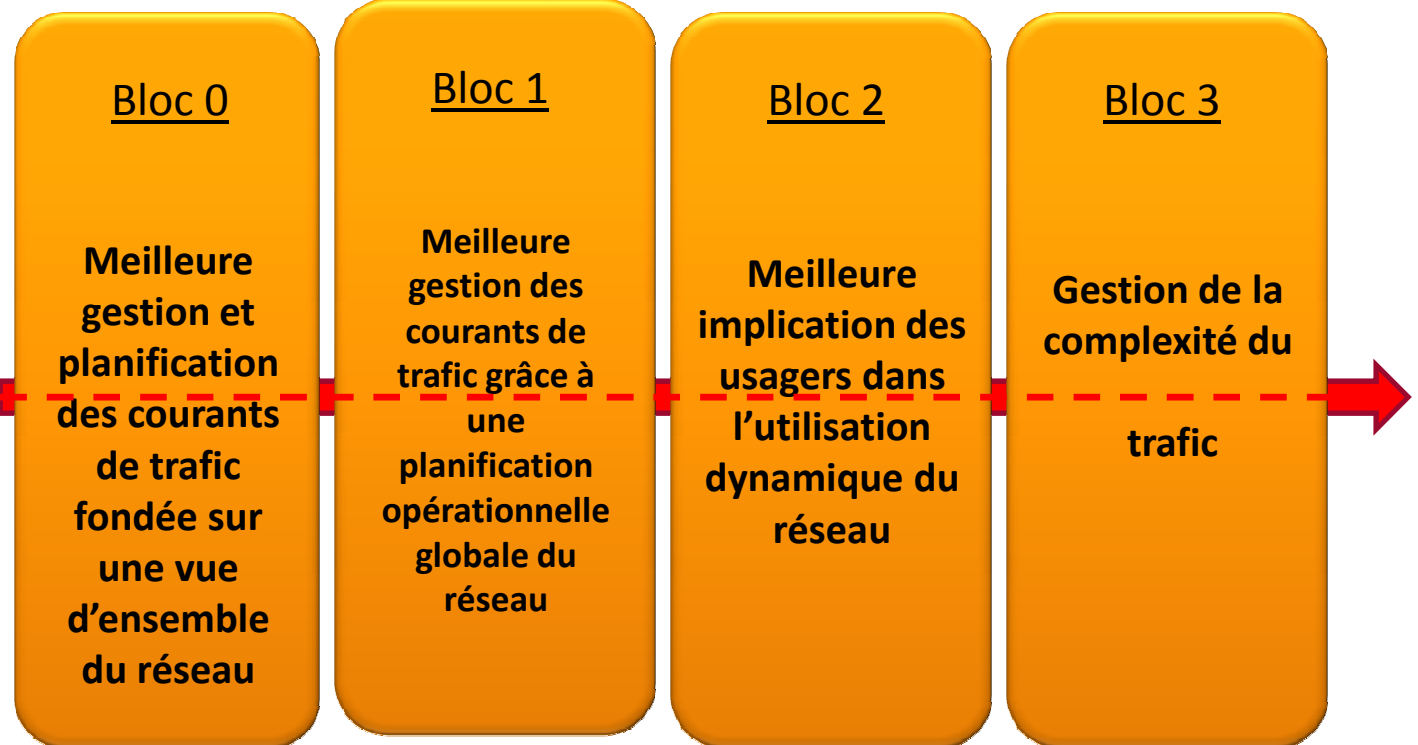 Bloc 0
Meilleure
gestion et
planification
des courants
de trafic
fondée sur
une vue
d’ensemble
du réseau
Bloc 1
Meilleure
gestion des
courants de
trafic grâce à
une
planification
opérationnelle
globale du
réseau
Bloc 2
Meilleure
implication des
usagers dans
l’utilisation
dynamique du
réseau
Bloc 3
Gestion de la
complexité du
trafic